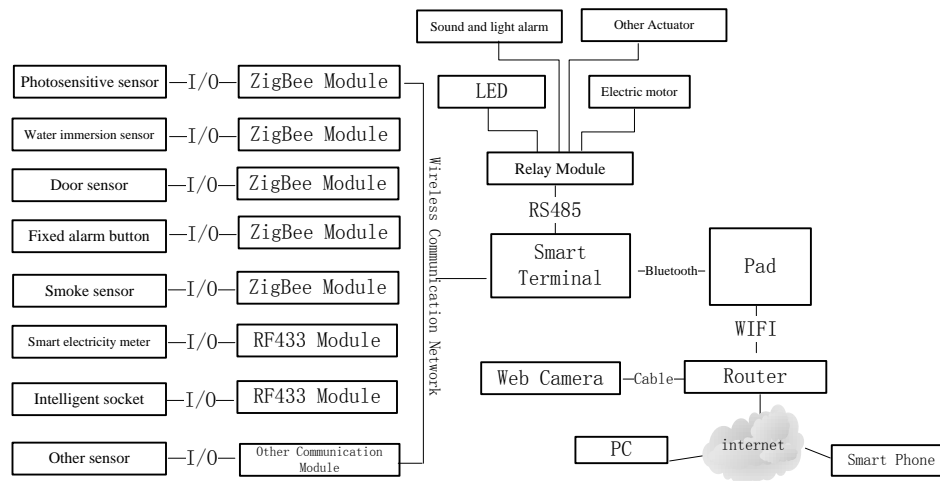 Sound and light alarm
Other Actuator
LED
Electric motor
Photosensitive sensor
I/O
ZigBee Module
Water immersion sensor
I/O
ZigBee Module
Door sensor
I/O
ZigBee Module
Fixed alarm button
I/O
ZigBee Module
Smoke sensor
I/O
ZigBee Module
Smart electricity meter
I/O
RF433 Module
Intelligent socket
I/O
RF433 Module
Other sensor
I/O
Other Communication
Module
Wireless Communication Network
Relay Module
RS485
Smart
Terminal
Bluetooth
Pad
WIFI
Web Camera
Cable
Router
internet
PC
Smart Phone